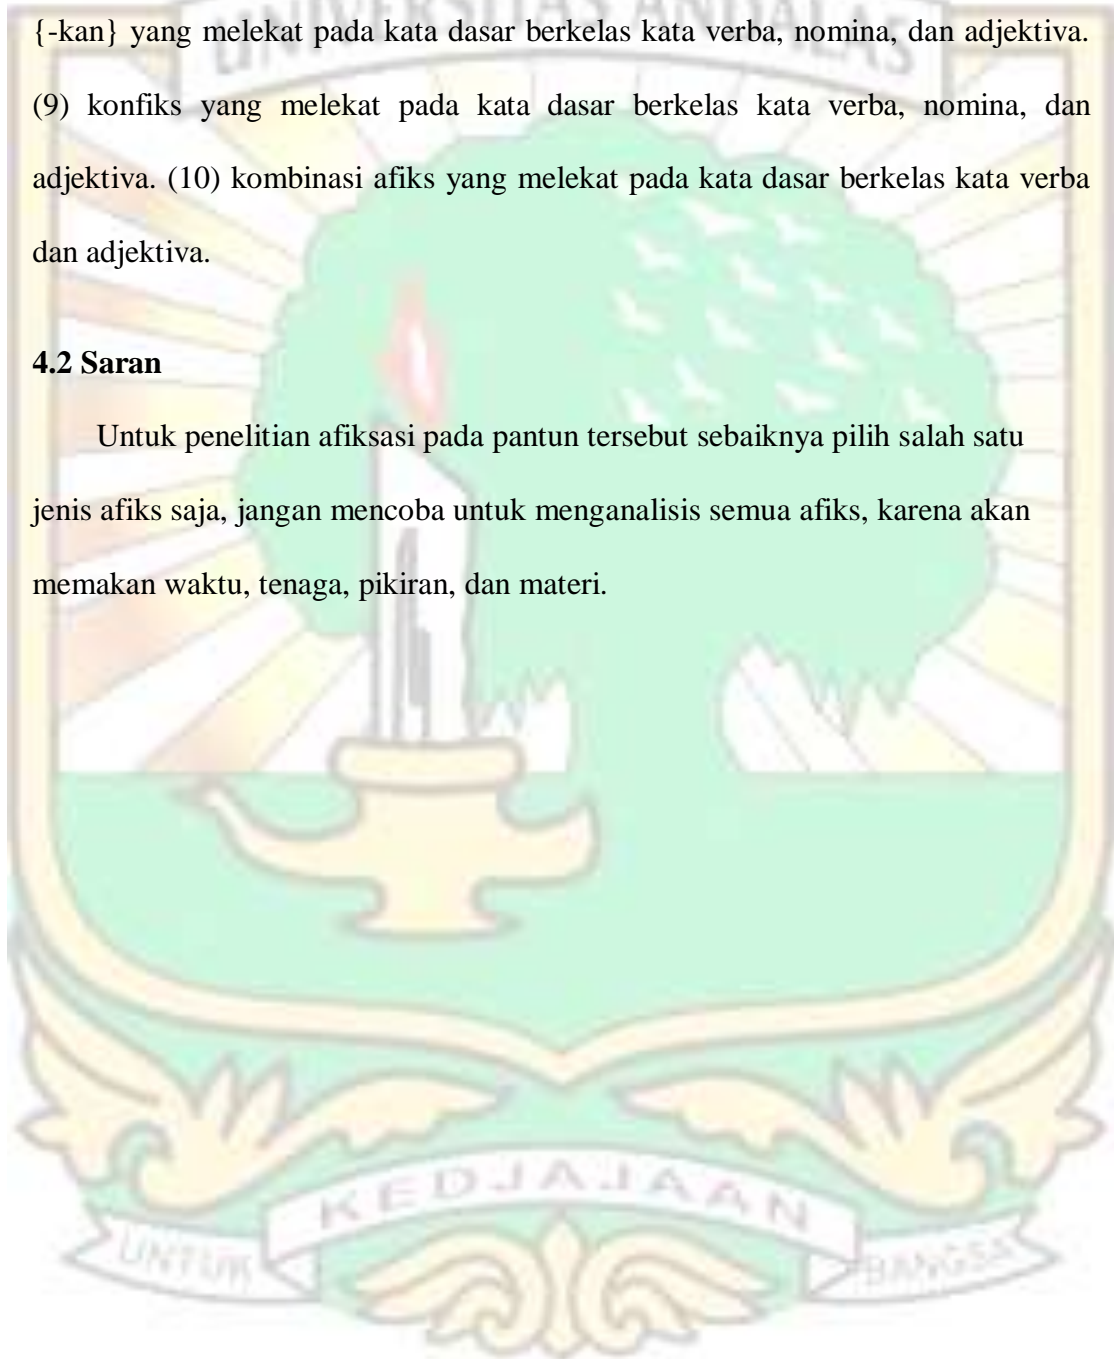 UNIVERSITAS ANDALAS
{-kan} yang melekat pada kata dasar berkelas kata verba, nomina, dan adjektiva.
(9) konfiks yang melekat pada kata dasar berkelas kata verba, nomina, dan
adjektiva. (10) kombinasi afiks yang melekat pada kata dasar berkelas kata verba
dan adjektiva.
4.2 Saran
Untuk penelitian afiksasi pada pantun tersebut sebaiknya pilih salah satu
jenis afiks saja, jangan mencoba untuk menganalisis semua afiks, karena akan
memakan waktu, tenaga, pikiran, dan materi.
KEDJAJAAN
UNTUK BANGSA